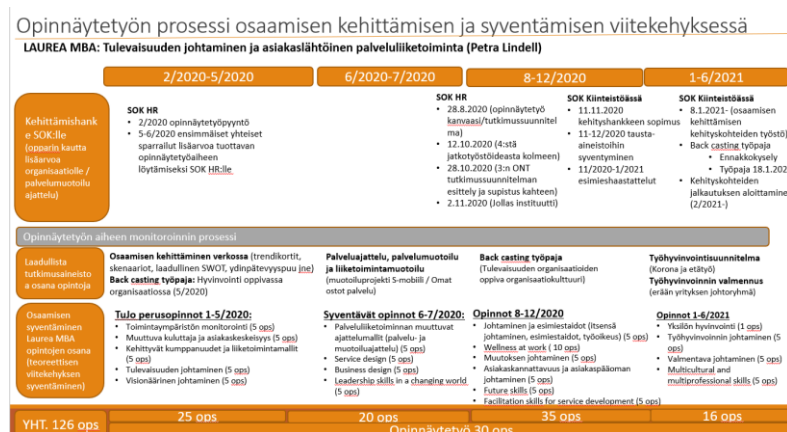 Opinnäytetyön prosessi osaamisen kehittämisen ja syventämisen viitekehyksessä
LAUREA MBA: Tulevaisuuden johtaminen ja asiakaslähtöinen palveluliiketoiminta (Petra Lindell)
2/2020-5/2020
6/2020-7/2020
8-12/2020
1-6/2021
Kehittämishank
e SOK:lle
(opparin kautta
lisäarvoa
organisaatiolle /
palvelumuotoilu
ajattelu)
SOK HR
• 2/2020 opinnäytetyöpyyntö
• 5-6/2020 ensimmäiset yhteiset
sparrailut lisäarvoa tuottavan
opinnäytetyöaiheen
löytämiseksi SOK HR:lle
SOK HR
• 28.8.2020 (opinnäytetyö
kanvaasi/tutkimussuunnitel
ma)
• 12.10.2020 (4:stä
jatkotyöstöideasta kolmeen)
• 28.10.2020 (3:n ONT
tutkimussuunnitelman
esittely ja supistus kahteen)
• 2.11.2020 (Jollas instituutti)
SOK Kiinteistöässä
• 11.11.2020
kehityshankkeen sopimus
• 11-12/2020 tausta-
aineistoihin
syventyminen
• 11/2020-1/2021
esimieshaastattelut
SOK Kiinteistöässä
• 8.1.2021- (osaamisen
kehittämisen
kehityskohteiden työstö)
• Back casting työpaja
• Ennakkokysely
• Työpaja 18.1.202
• Kehityskohteiden
jalkautuksen aloittamine
(2/2021-)
Opinnäytetyön aiheen monitoroinnin prosessi
Laadullista
tutkimusaineisto
a osana opintoja
Osaamisen kehittäminen verkossa (trendikortit,
skenaariot, laadullinen SWOT, ydinpätevyyspuu jne)
Back casting työpaja: Hyvinvointi oppivassa
organisaatiossa (5/2020)
Palveluajattelu, palvelumuotoilu
ja liiketoimintamuotoilu
(muotoiluprojekti S-mobiili / Omat
ostot palvelu)
Back casting työpaja
(Tulevaisuuden organisaatioiden
oppiva organisaatiokulttuuri)
Työhyvinvointisuunnitelma
(Korona ja etätyö)
Työhyvinvoinnin valmennus
(erään yrityksen johtoryhmä)
Osaamisen
syventäminen
Laurea MBA
opintojen osana
(teoreettisen
viitekehyksen
syventäminen)
TuJo perusopinnot 1-5/2020:
• Toimintaympäristön monitorointi (5 ops)
• Muuttuva kuluttaja ja asiakaskeskeisyys (5 ops)
• Kehittyvät kumppanuudet ja liiketoimintamallit
(5 ops)
• Tulevaisuuden johtaminen (5 ops)
• Visionäärinen johtaminen (5 ops)
Syventävät opinnot 6-7/2020:
• Palveluliiketoiminnan muuttuvat
ajattelumallit (palvelu- ja
muotoiluajattelu) (5 ops)
• Service design (5 ops)
• Business design (5 ops)
• Leadership skills in a changing world
(5 ops)
Opinnot 8-12/2020
• Johtaminen ja esimiestaidot (itsensä
johtaminen, esimiestaidot, työoikeus) (5 ops)
• Wellness at work ( 10 ops)
• Muutoksen johtaminen (5 ops)
• Asiakaskannattavuus ja asiakaspääoman
johtaminen (5 ops)
• Future skills (5 ops)
• Facilitation skills for service development (5 ops)
Opinnot 1-6/2021
• Yksilön hyvinvointi (1 ops)
• Työhyvinvoinnin johtaminen (5
ops)
• Valmentava johtaminen (5 ops)
• Multicultural and
multiprofessional skills (5 ops)
YHT. 126 ops
25 ops
20 ops
35 ops
16 ops
Opinnäytetyö 30 ops